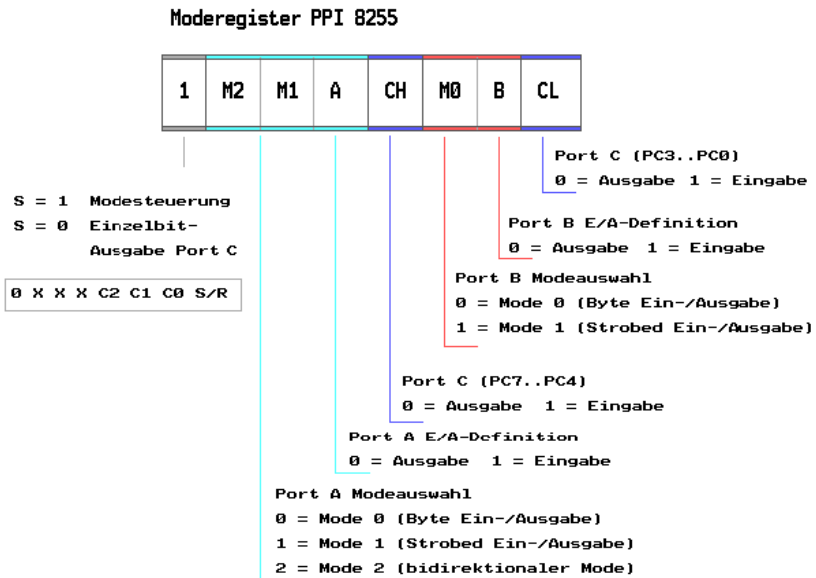 Moderegister PPI 8255
1 M2 M1 A CH M0 B CL
Port C (PC3..PC0)
0 = Ausgabe 1 = Eingabe
S = 1 Modesteuerung
S = 0 Einzelbit-
Ausgabe Port C
0 X X X C2 C1 C0 S/R
Port B E/A-Definition
0 = Ausgabe 1 = Eingabe
Port B Modeauswahl
0 = Mode 0 (Byte Ein-/Ausgabe)
1 = Mode 1 (Strobed Ein-/Ausgabe)
Port C (PC7..PC4)
0 = Ausgabe 1 = Eingabe
Port A E/A-Definition
0 = Ausgabe 1 = Eingabe
Port A Modeauswahl
0 = Mode 0 (Byte Ein-/Ausgabe)
1 = Mode 1 (Strobed Ein-/Ausgabe)
2 = Mode 2 (bidirektionaler Mode)